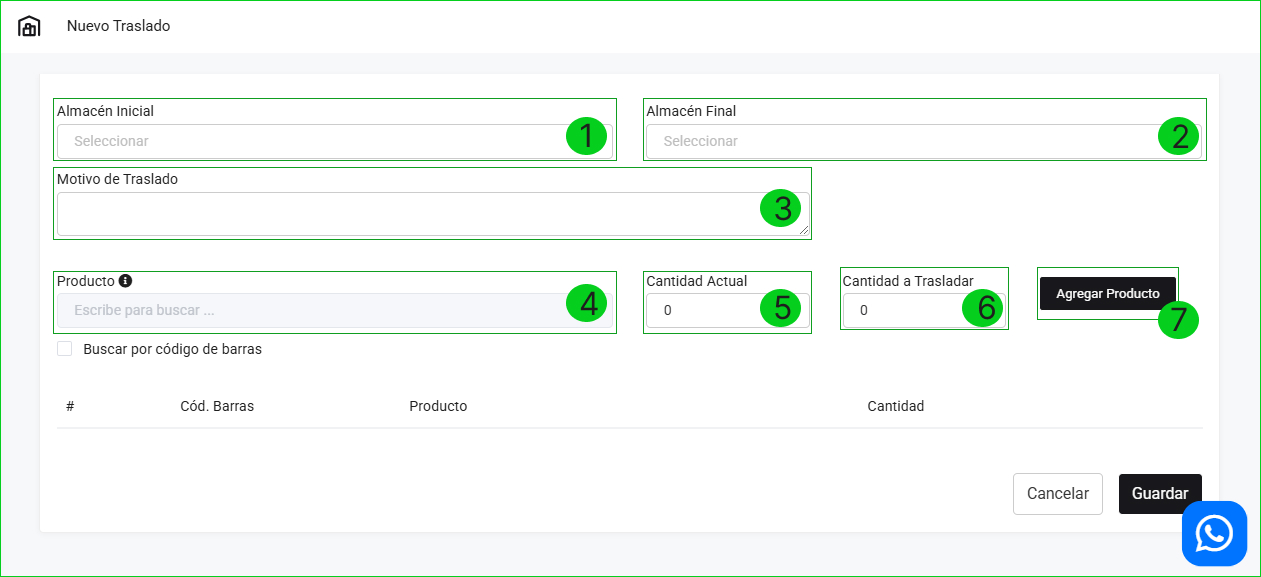 Nuevo Traslado
Almacén Inicial
Almacén Final
Seleccionar
1
Seleccionar
2
Motivo de Traslado
3
Producto
Cantidad Actual
Cantidad a Trasladar
Escribe para buscar ...
4
0
5
0
6
Agregar Producto
7
Buscar por código de barras
# Cód. Barras Producto Cantidad
Cancelar
Guardar